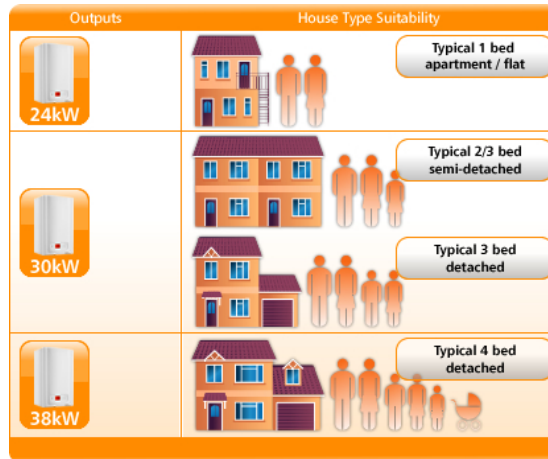 Outputs
House Type Suitability
24kW
Typical 1 bed
apartment / flat
30kW
Typical 2/3 bed
semi-detached
Typical 3 bed
detached
38kW
Typical 4 bed
detached